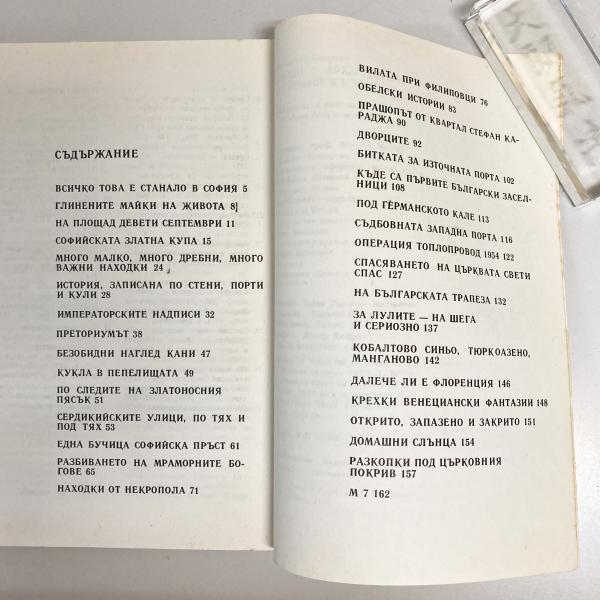 СЪДЪРЖАНИЕ
ВСИЧКО ТОВА Е СТАНАЛО В СОФИЯ 5
ГЛИНЕНИТЕ МАЙКИ НА ЖИВОТА 8]
НА ПЛОЩАД ДЕВЕТИ СЕПТЕМВРИ 11
СОФИЙСКАТА ЗЛАТНА КУПА 15
МНОГО МАЛКО, МНОГО ДРЕБНИ, МНОГО
ВАЖНИ НАХОДКИ 24
ИСТОРИЯ, ЗАПИСАНА ПО СТЕНИ, ПОРТИ
И КУЛИ 28
ИМПЕРАТОРСКИТЕ НАДПИСИ 32
ПРЕТОРИУМЪТ 38
БЕЗОБИДНИ НАГЛЕД КАНИ 47
КУКЛА В ПЕПЕЛИЩАТА 49
ПО СЛЕДИТЕ НА ЗЛАТОНОСНИЯ
ПЯСЪК 51
СЕРДИКИЙСКИТЕ УЛИЦИ, ПО ТЯХ И
ПОД ТЯХ 53
ЕДНА БУЧИЦА СОФИЙСКА ПРЪСТ 61
РАЗБИВАНЕТО НА МРАМОРНИТЕ БО-
ГОВЕ 65
НАХОДКИ ОТ НЕКРОПОЛА 71
ВИЛАТА ПРИ ФИЛИПОВЦИ 76
ОБЕЛСКИ ИСТОРИИ 83
ПРАШОПЪТ ОТ КВАРТАЛ СТЕФАН КА-
РАДЖА 90
ДВОРЦИТЕ 92
БИТКАТА ЗА ИЗТОЧНАТА ПОРТА 102
КЪДЕ СА ПЪРВИТЕ БЪЛГАРСКИ ЗАСЕЛ-
НИЦИ 108
ПОД ГЕРМАНСКОТО КАЛЕ 113
СЪДБОВНАТА ЗАПАДНА ПОРТА 116
ОПЕРАЦИЯ ТОПЛОПРОВОД 1954 122
СПАСЯВАНЕТО НА ЦЪРКВАТА СВЕТИ
СПАС 127
НА БЪЛГАРСКАТА ТРАПЕЗА 132
ЗА ЛУЛИТЕ — НА ШЕГА
И СЕРИОЗНО 137
КОБАЛТОВО СИНЬО, ТЮРКОАЗЕНО,
МАНГАНОВО 142
ДАЛЕЧЕ ЛИ Е ФЛОРЕНЦИЯ 146
КРЕХКИ ВЕНЕЦИАНСКИ ФАНТАЗИИ 148
ОТКРИТО, ЗАПАЗЕНО И ЗАКРИТО 151
ДОМАШНИ СЛЪНЦА 154
РАЗКОПКИ ПОД ЦЪРКОВНИЯ
ПОКРИВ 157
М 7 162